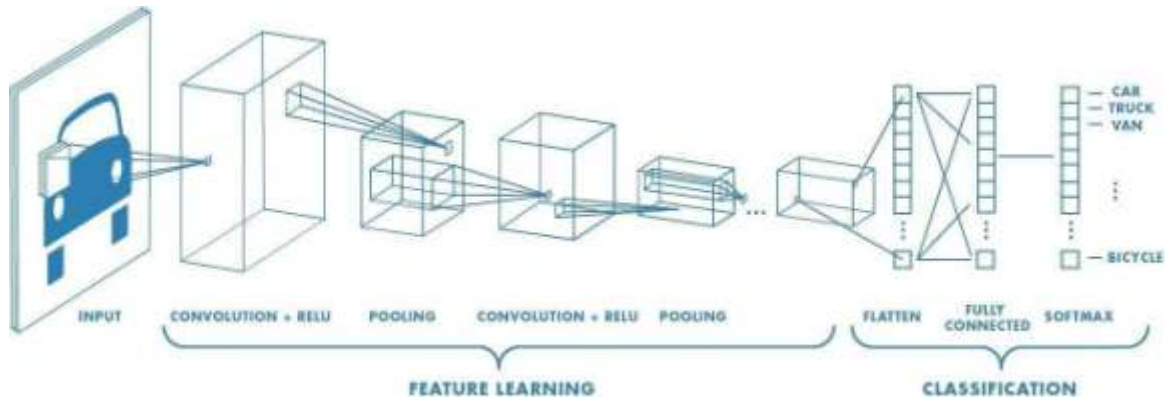 CAR
TRUCK
VAN
BICYCLE
INPUT
CONVOLUTION + RELU
POOLING
CONVOLUTION + RELU
POOLING
FLATTEN
FULLY
CONNECTED
SOFTMAX
FEATURE LEARNING
CLASSIFICATION